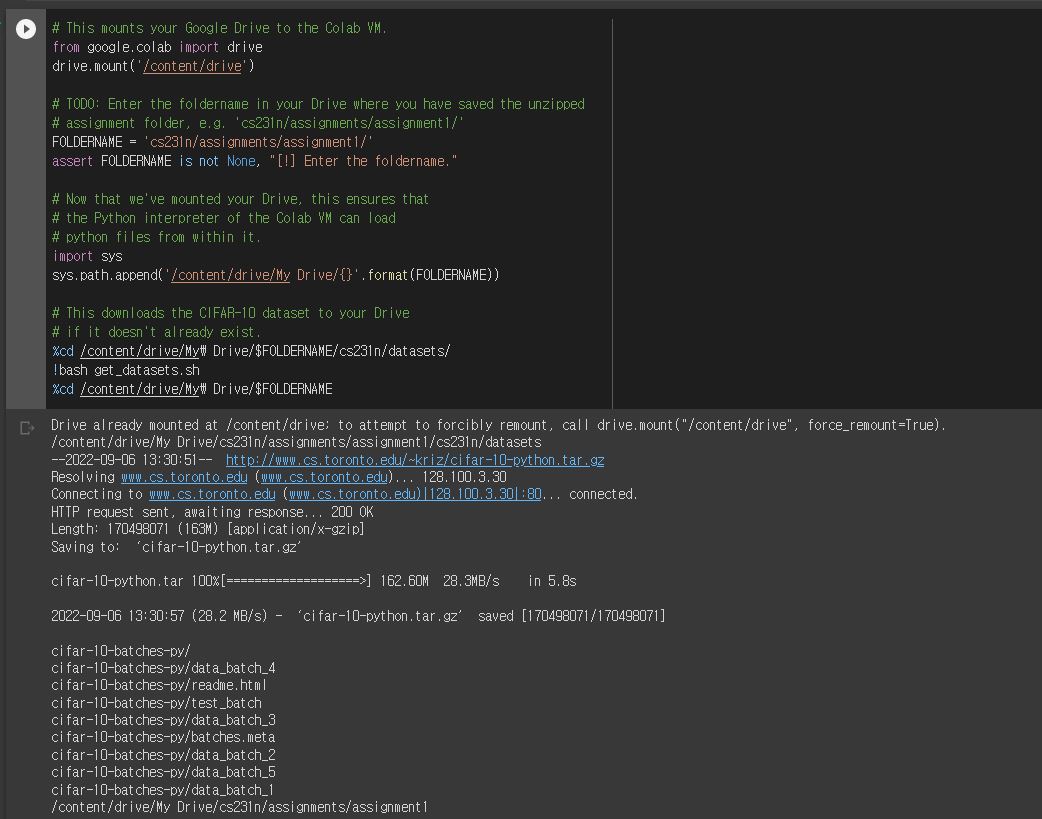 # This mounts your Google Drive to the Colab VM.
from google.colab import drive
drive.mount('/content/drive')
# TODO: Enter the foldername in your Drive where you have saved the unzipped
# assignment folder, e.g. 'cs231n/assignments/assignment1/'
FOLDERNAME = 'cs231n/assignments/assignment1/'
assert FOLDERNAME is not None, "[!] Enter the foldername."
# Now that we've mounted your Drive, this ensures that
# the Python interpreter of the Colab VM can load
# python files from within it.
import sys
sys.path.append('/content/drive/My Drive/{}'.format(FOLDERNAME))
# This downloads the CIFAR-10 dataset to your Drive
# if it doesn't already exist.
%cd /content/drive/My₩ Drive/$FOLDERNAME/cs231n/datasets/
!bash get_datasets.sh
%cd /content/drive/My₩ Drive/$FOLDERNAME
Drive already mounted at /content/drive; to attempt to forcibly remount, call drive.mount("/content/drive", force_remount=True).
/content/drive/My Drive/cs231n/assignments/assignment1/cs231n/datasets
--2022-09-06 13:30:51-- http://www.cs.toronto.edu/~kriz/cifar-10-python.tar.gz
Resolving www.cs.toronto.edu (www.cs.toronto.edu)... 128.100.3.30
Connecting to www.cs.toronto.edu (www.cs.toronto.edu)|128.100.3.30|:80... connected.
HTTP request sent, awaiting response... 200 OK
Length: 170498071 (163M) [application/x-gzip]
Saving to: ‘cifar-10-python.tar.gz’
cifar-10-python.tar 100%[===================>] 162.60M 28.3MB/s in 5.8s
2022-09-06 13:30:57 (28.2 MB/s) - ‘cifar-10-python.tar.gz’ saved [170498071/170498071]
cifar-10-batches-py/
cifar-10-batches-py/data_batch_4
cifar-10-batches-py/readme.html
cifar-10-batches-py/test_batch
cifar-10-batches-py/data_batch_3
cifar-10-batches-py/batches.meta
cifar-10-batches-py/data_batch_2
cifar-10-batches-py/data_batch_5
cifar-10-batches-py/data_batch_1
/content/drive/My Drive/cs231n/assignments/assignment1